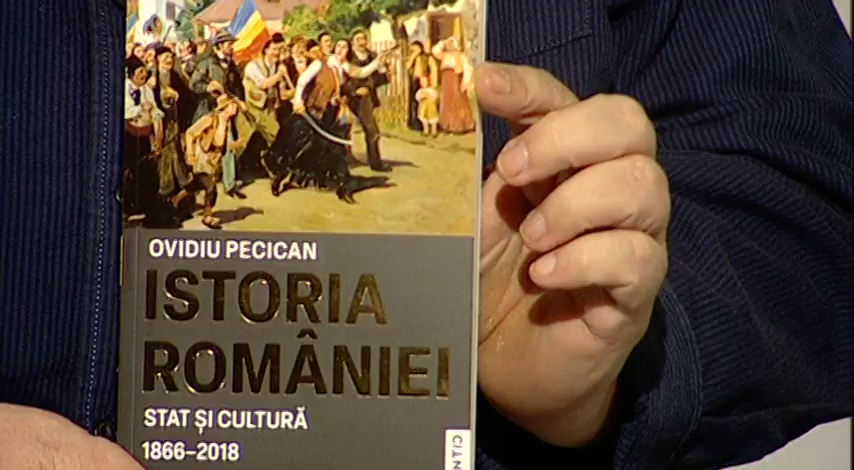 OVIDIU PECICAN
ISTORIA
ROMÂNIEI
STAT ȘI CULTURĂ
1866–2018